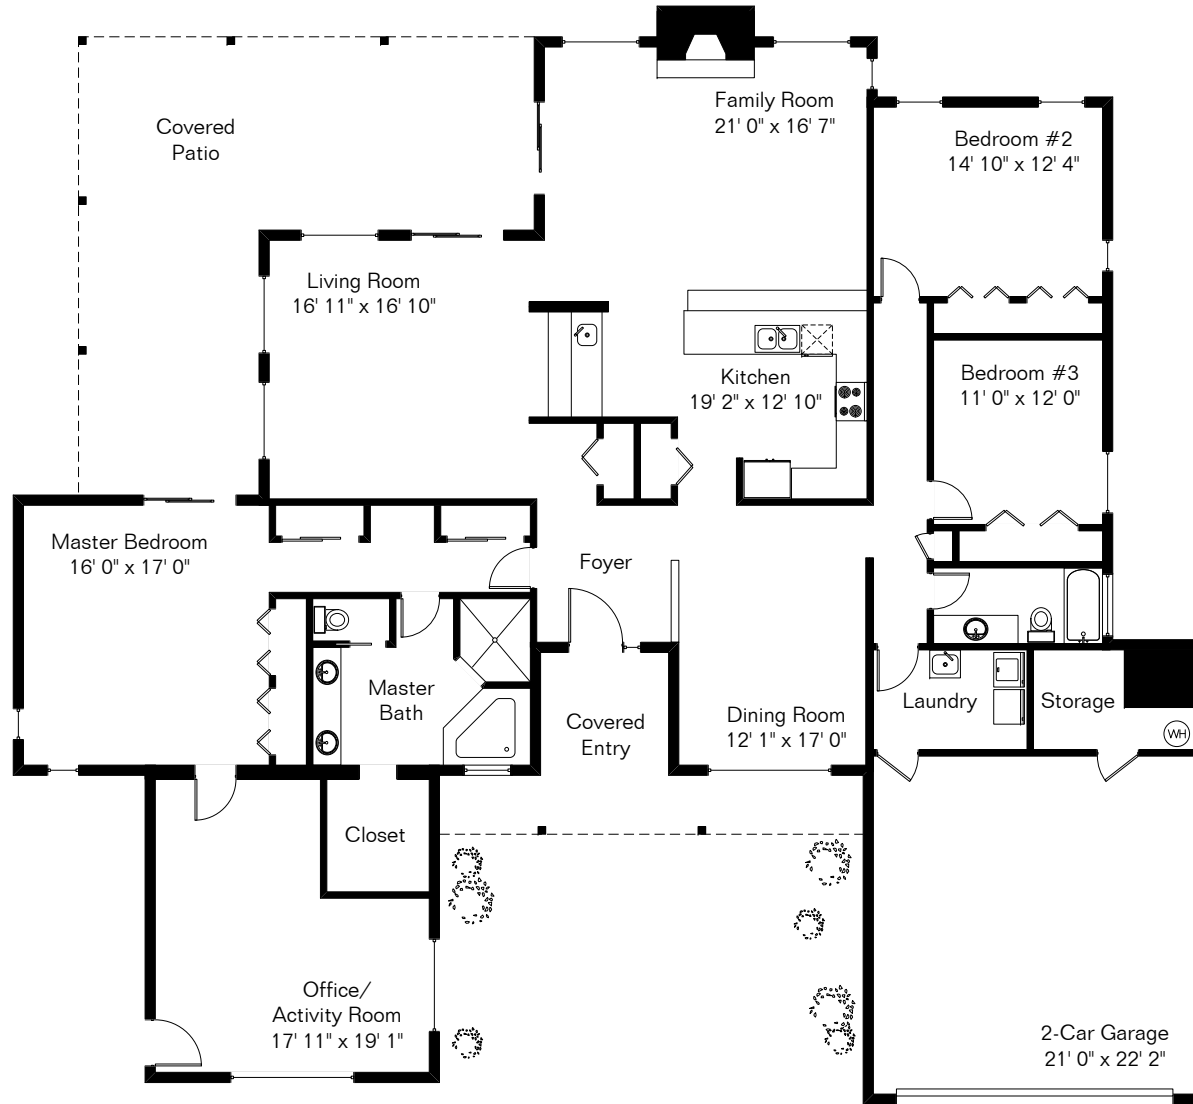 Family Room
21' 0" x 16' 7"
Covered
Patio
Bedroom #2
14' 10" x 12' 4"
Living Room
16' 11" x 16' 10"
Kitchen
19' 2" x 12' 10"
Bedroom #3
11' 0" x 12' 0"
Master Bedroom
16' 0" x 17' 0"
Foyer
Master
Bath
Covered
Entry
Dining Room
12' 1" x 17' 0"
Laundry
Storage
WH
Closet
Office/
Activity Room
17' 11" x 19' 1"
2-Car Garage
21' 0" x 22' 2"